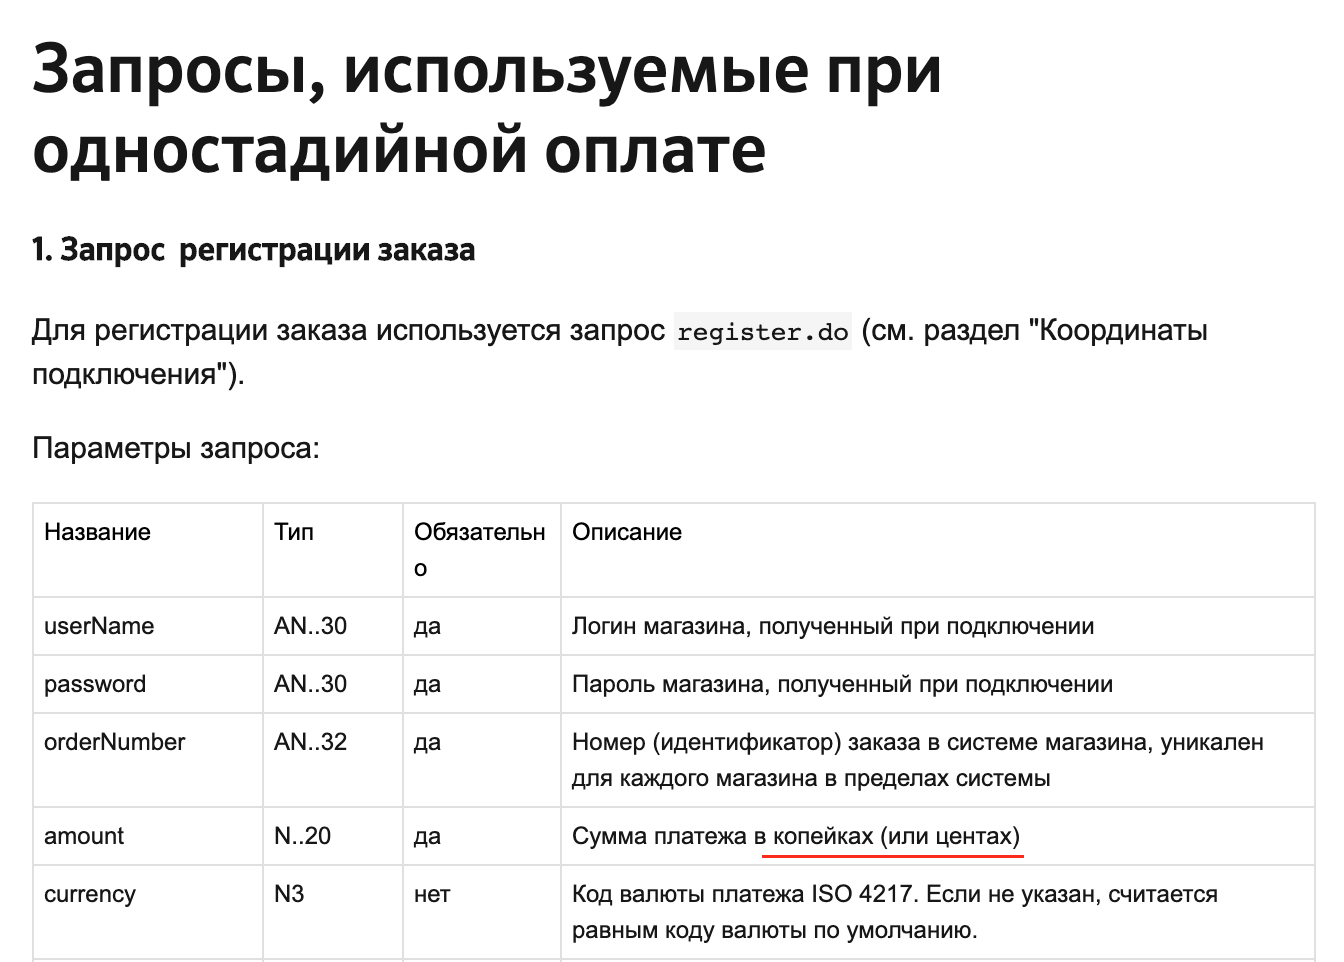 Запросы, используемые при
одностадийной оплате
1. Запрос  регистрации заказа
Для регистрации заказа используется запрос register.do (см. раздел "Координаты
подключения").
Параметры запроса:
Название Тип Обязательн Описание
о
userName AN..30 да Логин магазина, полученный при подключении
password AN..30 да Пароль магазина, полученный при подключении
orderNumber AN..32 да Номер (идентификатор) заказа в системе магазина, уникален
для каждого магазина в пределах системы
amount N..20 да Сумма платежа в копейках (или центах)
currency N3 нет Код валюты платежа ISO 4217. Если не указан, считается
равным коду валюты по умолчанию.